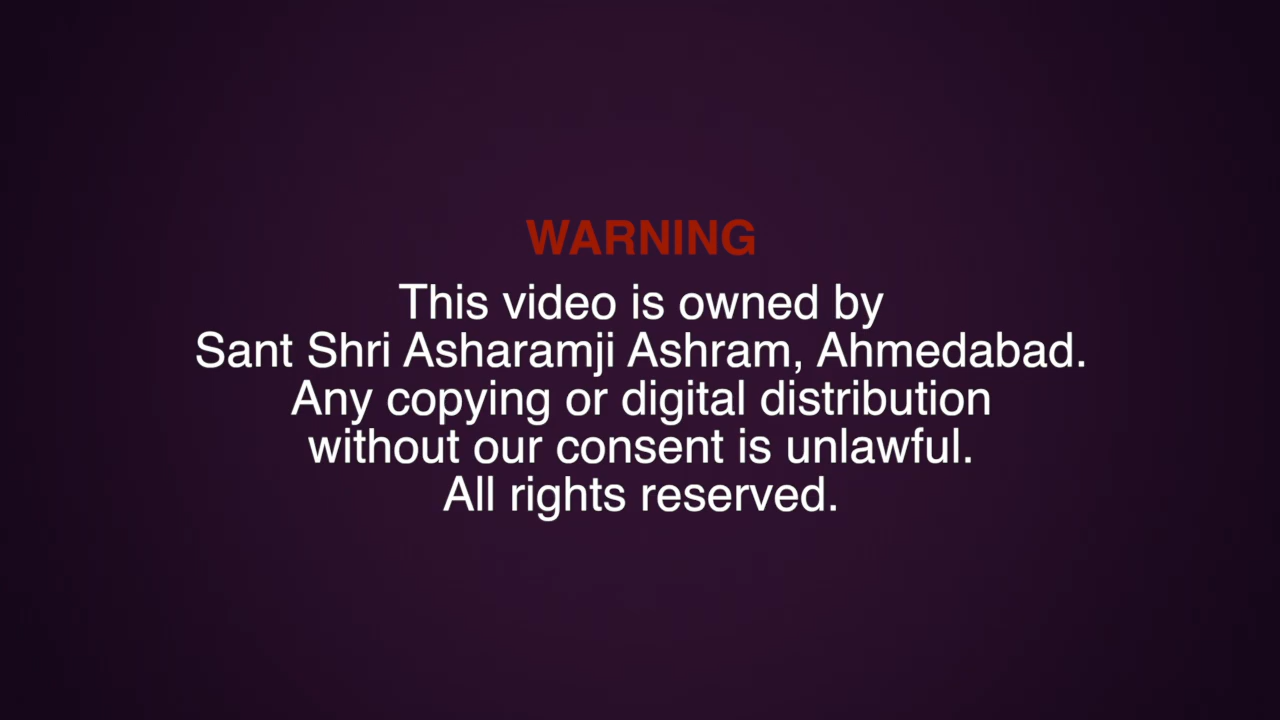 WARNING
This video is owned by
Sant Shri Asharamji Ashram, Ahmedabad.
Any copying or digital distribution
without our consent is unlawful.
All rights reserved.